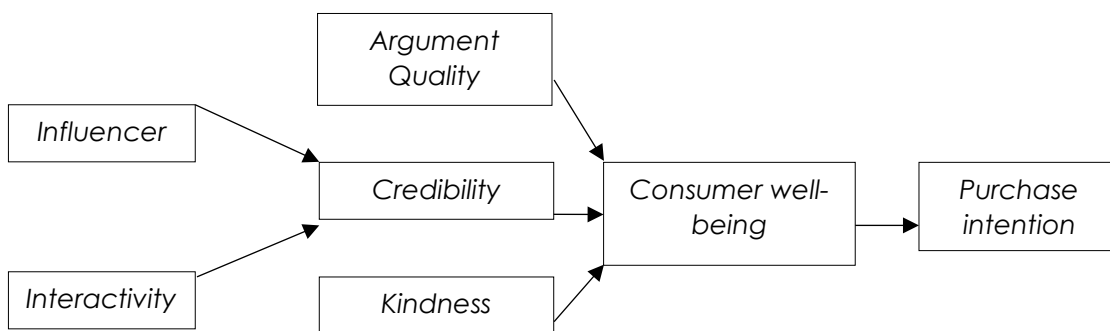 Argument
Quality
Influencer
Credibility
Consumer well-
being
Purchase
intention
Interactivity
Kindness